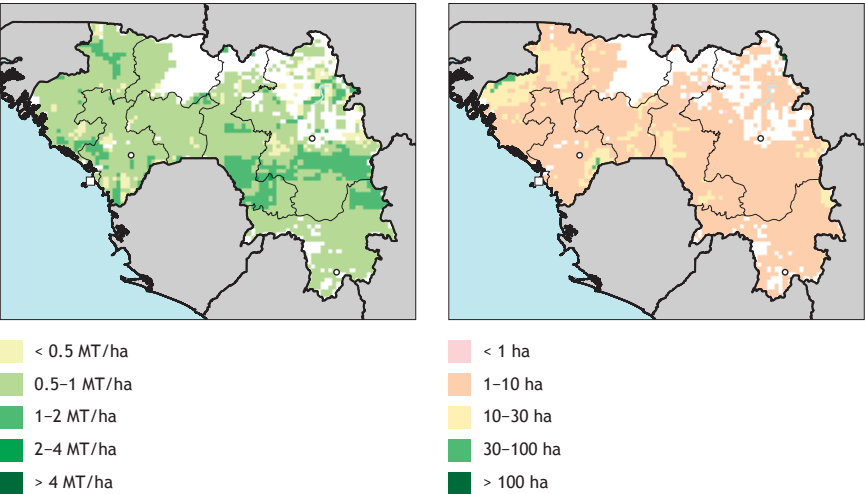 < 0.5 MT/ha
0.5–1 MT/ha
1–2 MT/ha
2–4 MT/ha
> 4 MT/ha
< 1 ha
1–10 ha
10–30 ha
30–100 ha
> 100 ha